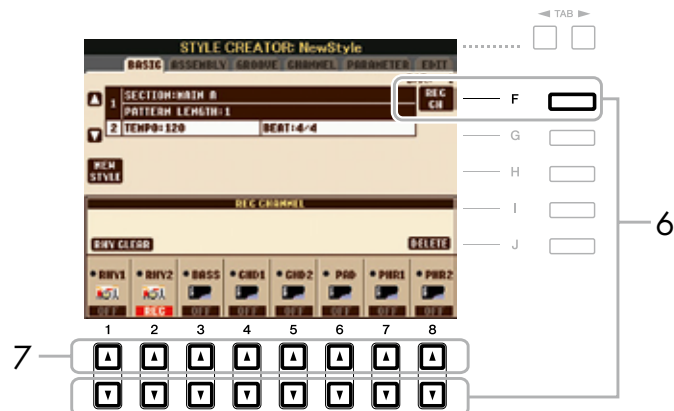 ◄ TAB ►
STYLE CREATOR: NewStyle
BASIC ASSEMBLY GROOVE CHANNEL PARAMETER EDIT
1 SECTION:MAIN A
PATTERN LENGTH:1
REC CH
F
2 TEMPO:120 BEAT:4/4
G
NEW STYLE
H
REC CHANNEL
I
RHY CLEAR DELETE
J
6
RHY1 RHY2 BASS CHD1 CHD2 PAD PHR1 PHR2
OFF REC OFF OFF OFF OFF OFF OFF
1 2 3 4 5 6 7 8
7